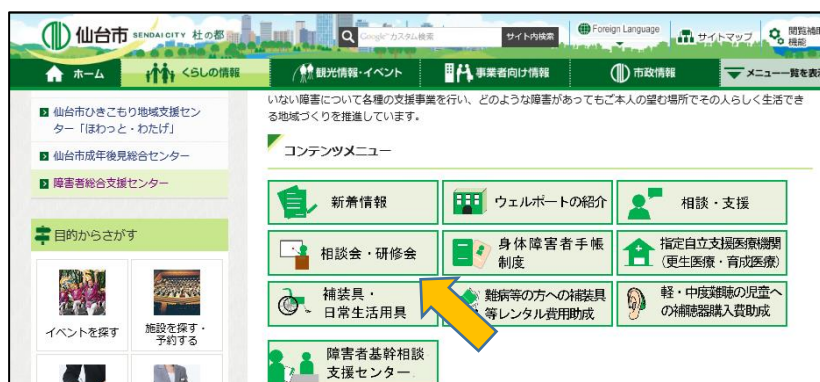 仙台市 SENDAI CITY 杜の都
Google カスタム検索
サイト内検索
Foreign Language
サイトマップ
閲覧補助
機能
ホーム
くらしの情報
観光情報・イベント
事業者向け情報
市政情報
メニュー一覧を表示
仙台市ひきこもり地域支援セン
ター「ほわっと・わたげ」
仙台市成年後見総合センター
障害者総合支援センター
目的からさがす
イベントを探す
施設を探す・
予約する
いない障害について各種の支援事業を行い、どのような障害があってもご本人の望む場所でその人らしく生活でき
る地域づくりを推進しています。
コンテンツメニュー
新着情報
ウェルポートの紹介
相談・支援
相談会・研修会
身体障害者手帳
制度
指定自立支援医療機関
(更生医療・育成医療)
補装具・
日常生活用具
難病等の方への補装具
等レンタル費用助成
軽・中度難聴の児童へ
の補聴器購入費助成
障害者基幹相談
支援センター